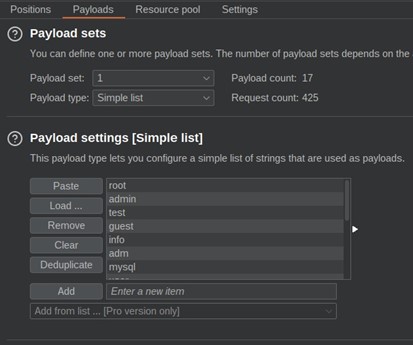 Positions Payloads Resource pool Settings
Payload sets
You can define one or more payload sets. The number of payload sets depends on the
Payload set: 1 Payload count: 17
Payload type: Simple list Request count: 425
Payload settings [Simple list]
This payload type lets you configure a simple list of strings that are used as payloads.
Paste
Load ...
Remove
Clear
Deduplicate
root
admin
test
guest
info
adm
mysql
Add Enter a new item
Add from list ... [Pro version only]